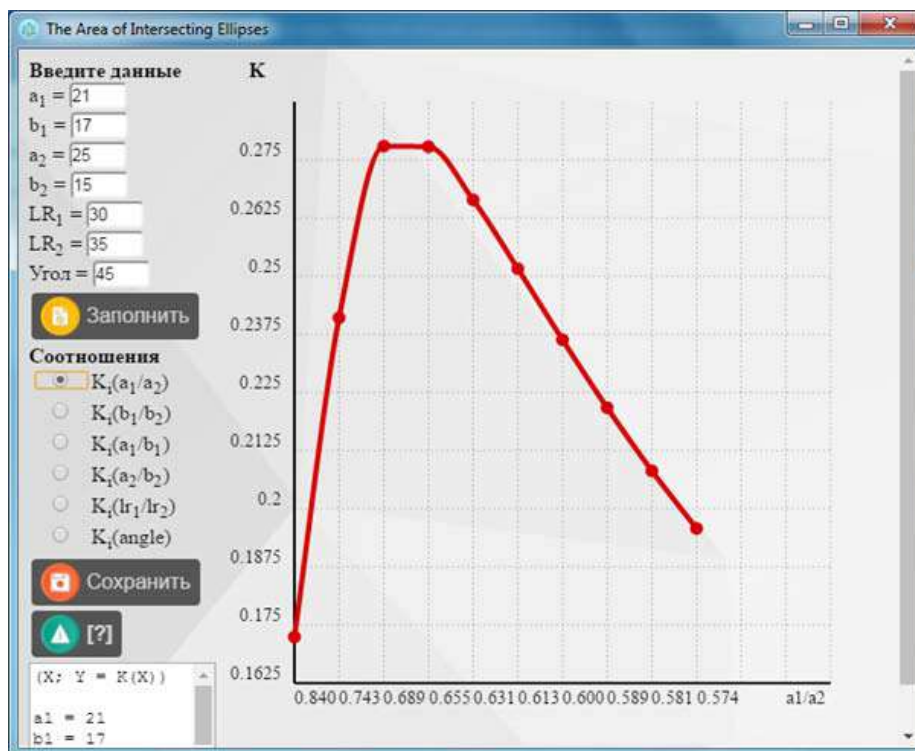 The Area of Intersecting Ellipses
Введите данные
a₁ = 21
b₁ = 17
a₂ = 25
b₂ = 15
LR₁ = 30
LR₂ = 35
Угол = 45
Заполнить
Соотношения
Kᵢ(a₁/a₂)
Kᵢ(b₁/b₂)
Kᵢ(a₁/b₁)
Kᵢ(a₂/b₂)
Kᵢ(lr₁/lr₂)
Kᵢ(angle)
Сохранить
[?]
(X; Y = K(X))
a1 = 21
b1 = 17
K
0.275
0.2625
0.25
0.2375
0.225
0.2125
0.2
0.1875
0.175
0.1625
0.840 0.743 0.689 0.655 0.631 0.613 0.600 0.589 0.581 0.574 a1/a2